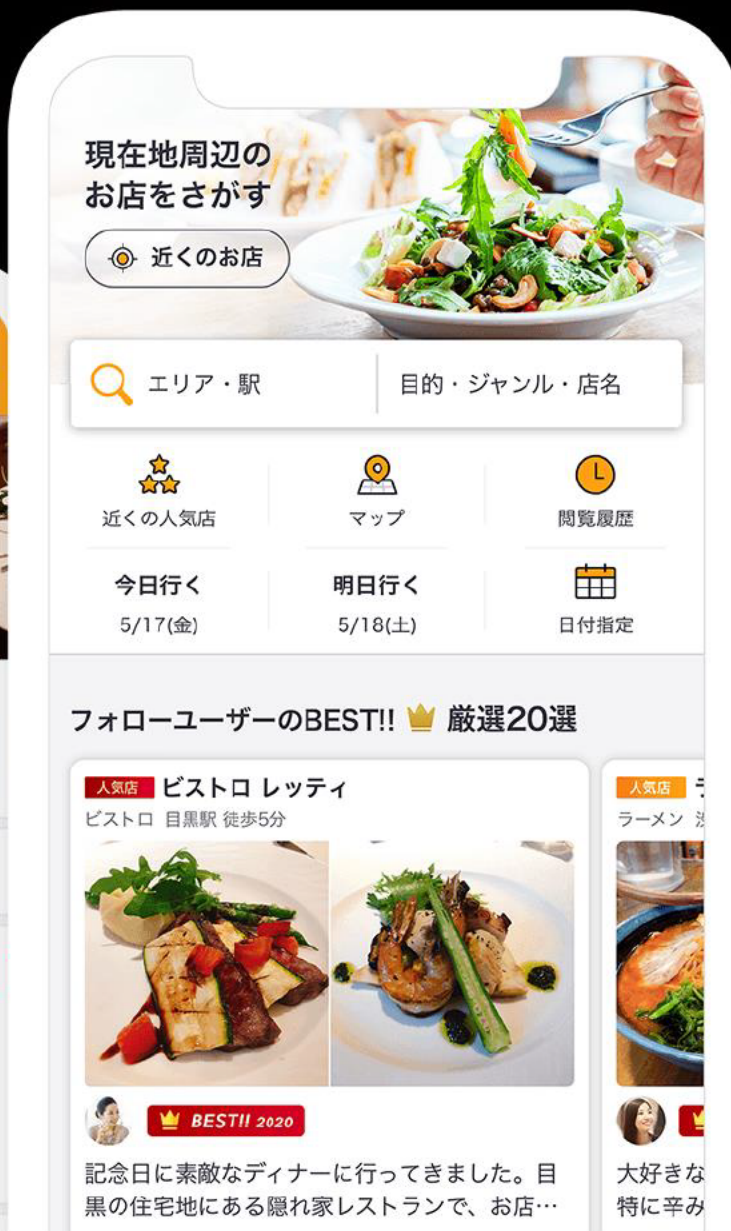 現在地周辺の
お店をさがす
近くのお店
エリア・駅
目的・ジャンル・店名
近くの人気店
マップ
閲覧履歴
今日行く
5/17(金)
明日行く
5/18(土)
日付指定
フォローユーザーのBEST!! 厳選20選
人気店 ビストロ レッティ
ビストロ 目黒駅 徒歩5分
BEST!! 2020
記念日に素敵なディナーに行ってきました。目
黒の住宅地にある隠れ家レストランで、お店…
人気店
ラーメン
大好きな
特に辛み